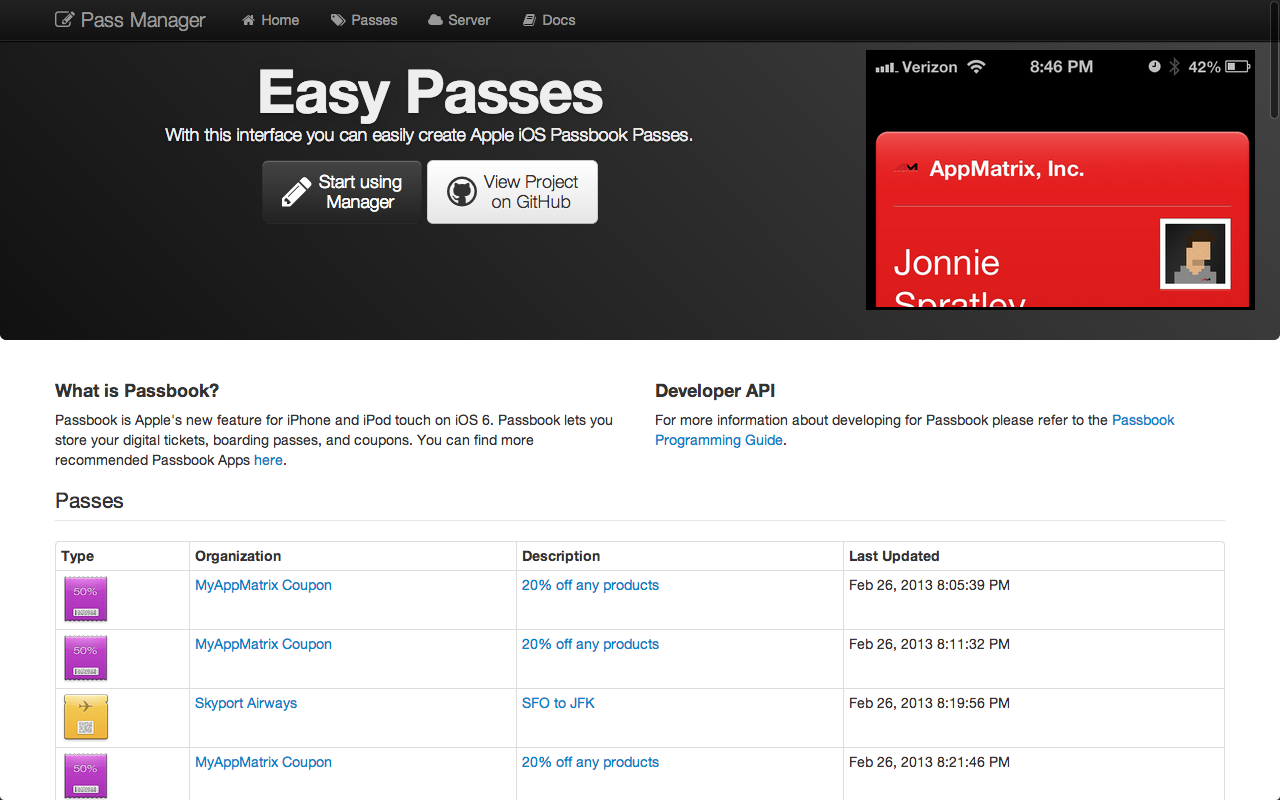 Pass Manager
Home
Passes
Server
Docs
Easy Passes
With this interface you can easily create Apple iOS Passbook Passes.
Start using
Manager
View Project
on GitHub
Verizon
8:46 PM
42%
AppMatrix, Inc.
Jonnie
Spratley
What is Passbook?
Passbook is Apple's new feature for iPhone and iPod touch on iOS 6. Passbook lets you
store your digital tickets, boarding passes, and coupons. You can find more
recommended Passbook Apps here.
Developer API
For more information about developing for Passbook please refer to the Passbook
Programming Guide.
Passes
Type Organization Description Last Updated
50% MyAppMatrix Coupon 20% off any products Feb 26, 2013 8:05:39 PM
50% MyAppMatrix Coupon 20% off any products Feb 26, 2013 8:11:32 PM
Skyport Airways SFO to JFK Feb 26, 2013 8:19:56 PM
50% MyAppMatrix Coupon 20% off any products Feb 26, 2013 8:21:46 PM